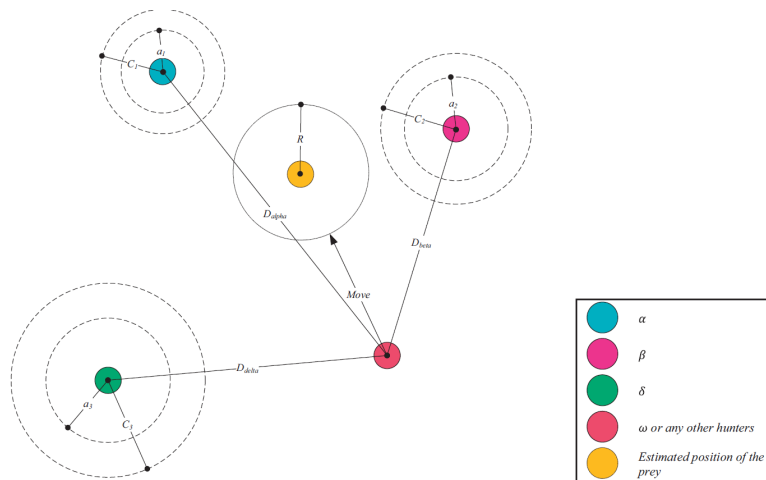 a1
C1
a2
C2
R
Dalpha
Dbeta
Move
Ddelta
a3
C3
α
β
δ
ω or any other hunters
Estimated position of the
prey